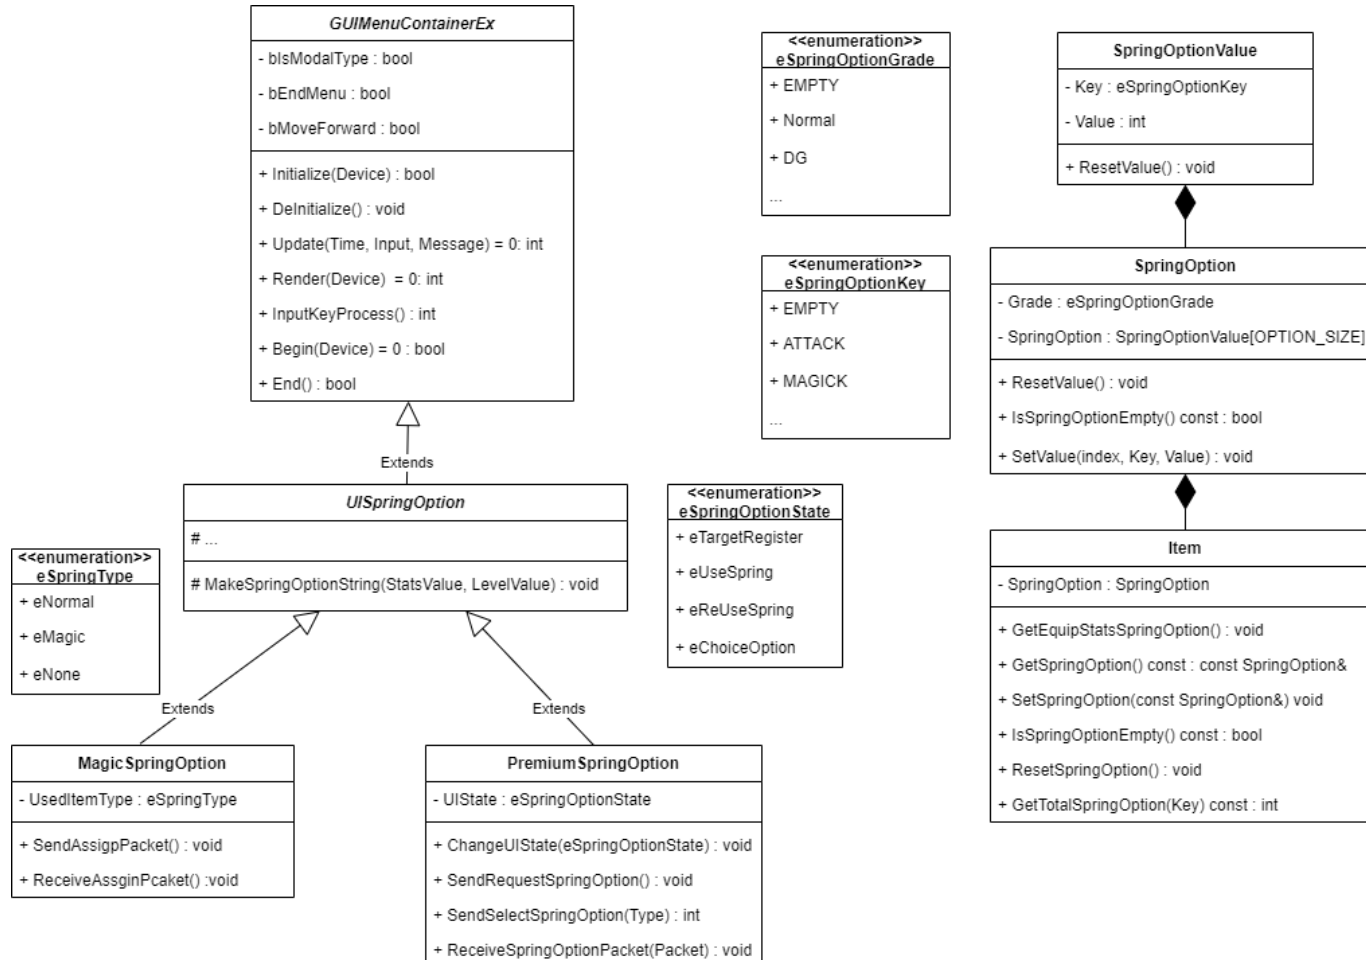 GUIMenuContainerEx
- bIsModalType : bool
- bEndMenu : bool
- bMoveForward : bool
+ Initialize(Device) : bool
+ DeInitialize() : void
+ Update(Time, Input, Message) = 0: int
+ Render(Device)  = 0: int
+ InputKeyProcess() : int
+ Begin(Device) = 0 : bool
+ End() : bool
Extends
UISpringOption
# ...
# MakeSpringOptionString(StatsValue, LevelValue) : void
<<enumeration>>
eSpringType
+ eNormal
+ eMagic
+ eNone
Extends
Extends
MagicSpringOption
- UsedItemType : eSpringType
+ SendAssigpPacket() : void
+ ReceiveAssginPcaket() :void
PremiumSpringOption
- UIState : eSpringOptionState
+ ChangeUIState(eSpringOptionState) : void
+ SendRequestSpringOption() : void
+ SendSelectSpringOption(Type) : int
+ ReceiveSpringOptionPacket(Packet) : void
<<enumeration>>
eSpringOptionState
+ eTargetRegister
+ eUseSpring
+ eReUseSpring
+ eChoiceOption
<<enumeration>>
eSpringOptionGrade
+ EMPTY
+ Normal
+ DG
...
<<enumeration>>
eSpringOptionKey
+ EMPTY
+ ATTACK
+ MAGICK
...
SpringOptionValue
- Key : eSpringOptionKey
- Value : int
+ ResetValue() : void
SpringOption
- Grade : eSpringOptionGrade
- SpringOption : SpringOptionValue[OPTION_SIZE]
+ ResetValue() : void
+ IsSpringOptionEmpty() const : bool
+ SetValue(index, Key, Value) : void
Item
- SpringOption : SpringOption
+ GetEquipStatsSpringOption() : void
+ GetSpringOption() const : const SpringOption&
+ SetSpringOption(const SpringOption&) void
+ IsSpringOptionEmpty() const : bool
+ ResetSpringOption() : void
+ GetTotalSpringOption(Key) const : int